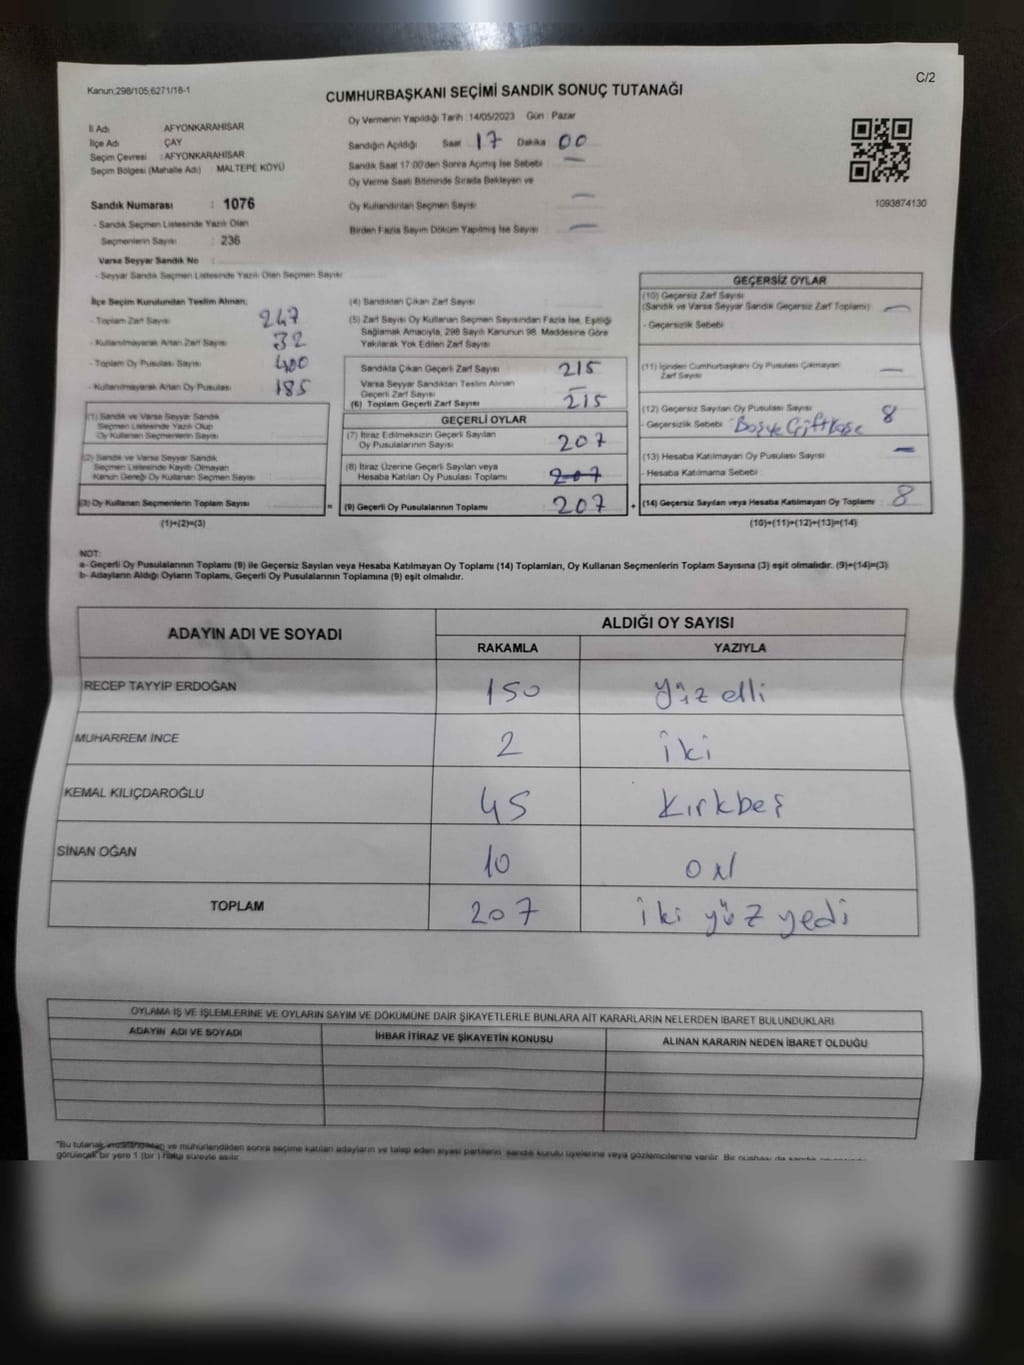 C/2
Kanun;298/105;6271/18-1
CUMHURBAŞKANI SEÇİMİ SANDIK SONUÇ TUTANAĞI
İl Adı : AFYONKARAHİSAR
İlçe Adı : ÇAY
Seçim Çevresi : AFYONKARAHİSAR
Seçim Bölgesi (Mahalle Adı) : MALTEPE KÖYÜ
Oy Vermenin Yapıldığı Tarih : 14/05/2023 Gün : Pazar
Sandığın Açıldığı Saat 17 Dakika 00
Sandık Saat 17:00'den Sonra Açılmış İse Sebebi : —
Oy Verme Saati Bitiminde Sırada Bekleyen ve
Oy Kullandırılan Seçmen Sayısı : —
Birden Fazla Sayım Döküm Yapılmış İse Sayısı : —
1093874130
Sandık Numarası : 1076
- Sandık Seçmen Listesinde Yazılı Olan
Seçmenlerin Sayısı : 236
Varsa Seyyar Sandık No :
- Seyyar Sandık Seçmen Listesinde Yazılı Olan Seçmen Sayısı :
İlçe Seçim Kurulundan Teslim Alınan;
- Toplam Zarf Sayısı : 247
- Kullanılmayarak Artan Zarf Sayısı : 32
- Toplam Oy Pusulası Sayısı : 400
- Kullanılmayarak Artan Oy Pusulası : 185
(1) Sandık ve Varsa Seyyar Sandık
Seçmen Listesinde Yazılı Olup
Oy Kullanan Seçmenlerin Sayısı :
(2) Sandık ve Varsa Seyyar Sandık
Seçmen Listesinde Kayıtlı Olmayan
Kanun Gereği Oy Kullanan Seçmen Sayısı :
(3) Oy Kullanan Seçmenlerin Toplam Sayısı
(1)+(2)=(3)
(4) Sandıktan Çıkan Zarf Sayısı :
(5) Zarf Sayısı Oy Kullanan Seçmen Sayısından Fazla İse, Eşitliği
Sağlamak Amacıyla, 298 Sayılı Kanunun 98. Maddesine Göre
Yakılarak Yok Edilen Zarf Sayısı :
Sandıkta Çıkan Geçerli Zarf Sayısı : 215
Varsa Seyyar Sandıktan Teslim Alınan
Geçerli Zarf Sayısı : —
(6) Toplam Geçerli Zarf Sayısı : 215
GEÇERLİ OYLAR
(7) İtiraz Edilmeksizin Geçerli Sayılan
Oy Pusulalarının Sayısı : 207
(8) İtiraz Üzerine Geçerli Sayılan veya
Hesaba Katılan Oy Pusulası Toplamı : 207
= (9) Geçerli Oy Pusulalarının Toplamı : 207 +
GEÇERSİZ OYLAR
(10) Geçersiz Zarf Sayısı
(Sandık ve Varsa Seyyar Sandık Geçersiz Zarf Toplamı) : —
- Geçersizlik Sebebi :
(11) İçinden Cumhurbaşkanı Oy Pusulası Çıkmayan
Zarf Sayısı : —
(12) Geçersiz Sayılan Oy Pusulası Sayısı : 8
- Geçersizlik Sebebi : Boş ve Çift Kaşe
(13) Hesaba Katılmayan Oy Pusulası Sayısı : —
- Hesaba Katılmama Sebebi :
(14) Geçersiz Sayılan veya Hesaba Katılmayan Oy Toplamı : 8
(10)+(11)+(12)+(13)=(14)
NOT:
a- Geçerli Oy Pusulalarının Toplamı (9) ile Geçersiz Sayılan veya Hesaba Katılmayan Oy Toplamı (14) Toplamları, Oy Kullanan Seçmenlerin Toplam Sayısına (3) eşit olmalıdır. (9)+(14)=(3)
b- Adayların Aldığı Oyların Toplamı, Geçerli Oy Pusulalarının Toplamına (9) eşit olmalıdır.
ADAYIN ADI VE SOYADI
ALDIĞI OY SAYISI
RAKAMLA YAZIYLA
RECEP TAYYİP ERDOĞAN 150 yüz elli
MUHARREM İNCE 2 iki
KEMAL KILIÇDAROĞLU 45 Kırkbeş
SİNAN OĞAN 10 on
TOPLAM 207 iki yüz yedi
OYLAMA İŞ VE İŞLEMLERİNE VE OYLARIN SAYIM VE DÖKÜMÜNE DAİR ŞİKAYETLERLE BUNLARA AİT KARARLARIN NELERDEN İBARET BULUNDUKLARI
ADAYIN ADI VE SOYADI İHBAR İTİRAZ VE ŞİKAYETİN KONUSU ALINAN KARARIN NEDEN İBARET OLDUĞU
"Bu tutanak imzalandıktan ve mühürlendikten sonra seçime katılan adayların ve talep eden siyasi partilerin sandık kurulu üyelerine veya gözlemcilerine verilir. Bir nüshası da sandık
görülecek bir yere 1 (bir) hafta süreyle asılır.